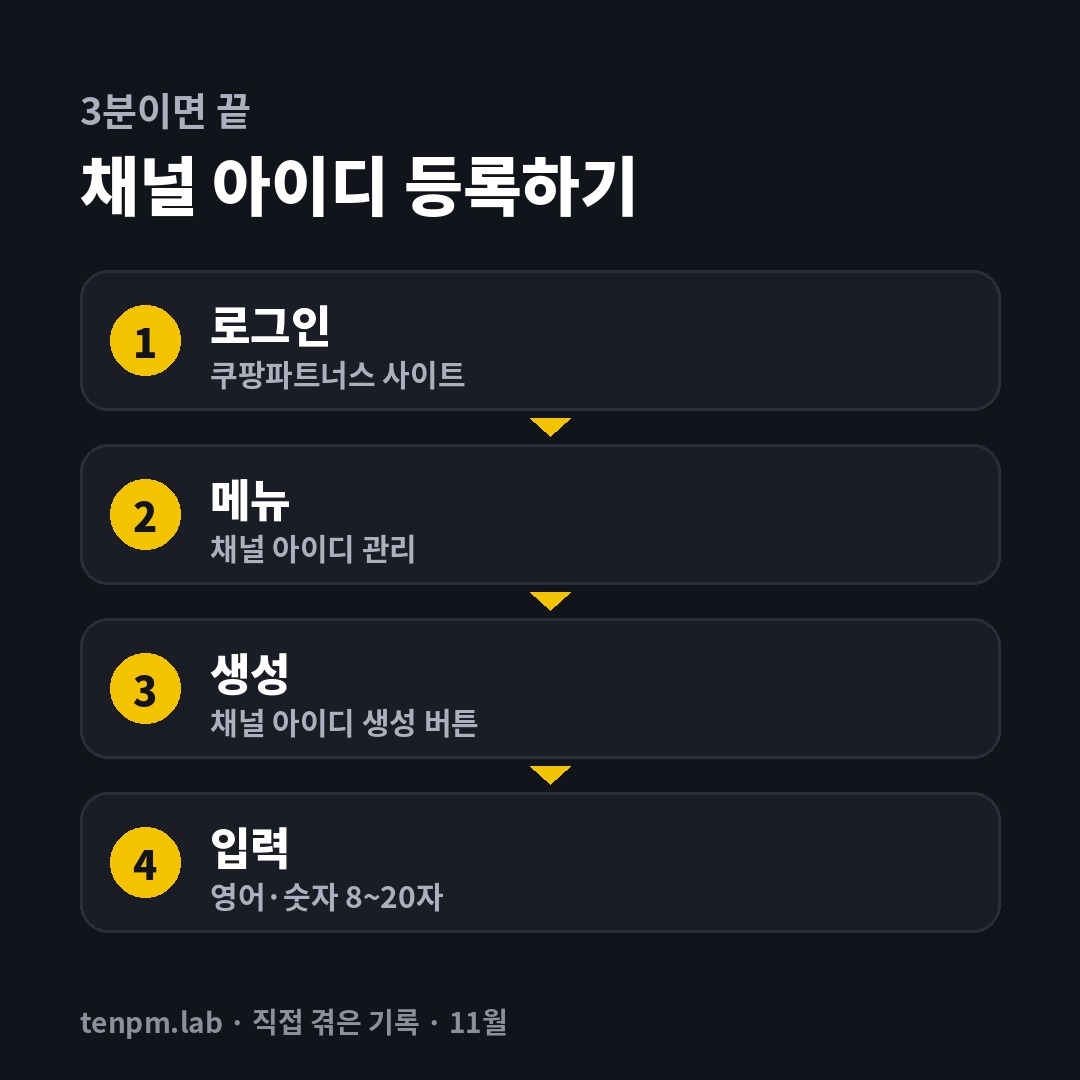 3분이면 끝
채널 아이디 등록하기
1
로그인
쿠팡파트너스 사이트
2
메뉴
채널 아이디 관리
3
생성
채널 아이디 생성 버튼
4
입력
영어·숫자 8~20자
tenpm.lab · 직접 겪은 기록 · 11월